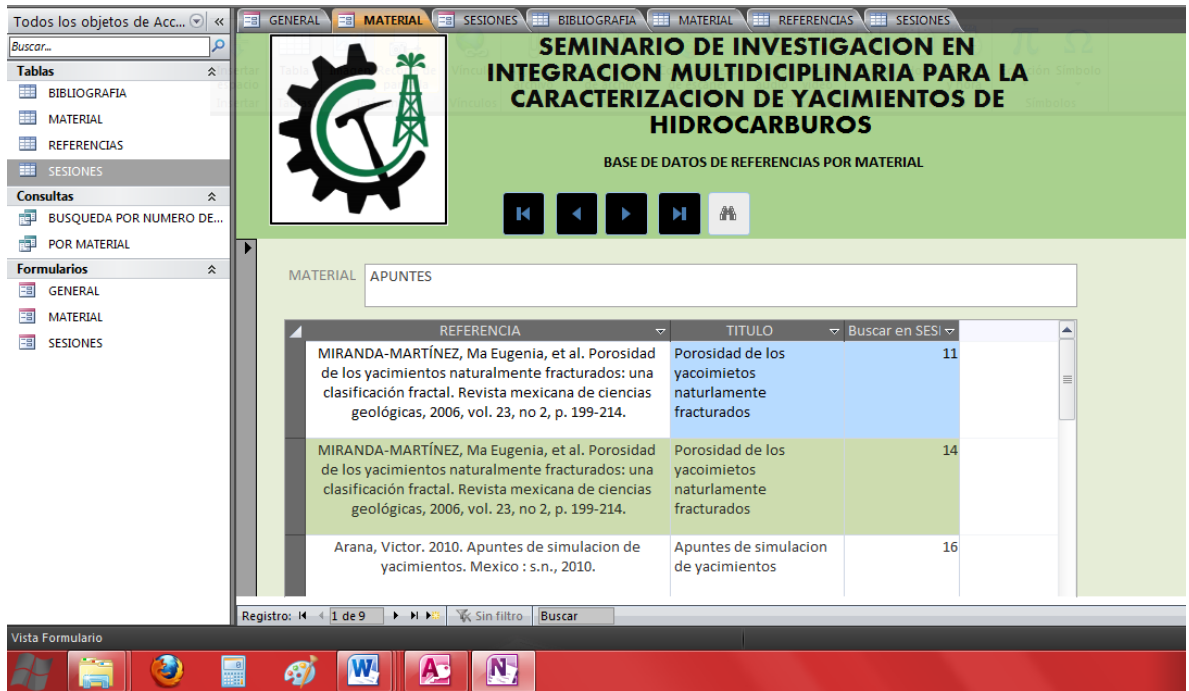 Todos los objetos de Acc...
Buscar...
Tablas
BIBLIOGRAFIA
MATERIAL
REFERENCIAS
SESIONES
Consultas
BUSQUEDA POR NUMERO DE...
POR MATERIAL
Formularios
GENERAL
MATERIAL
SESIONES
GENERAL MATERIAL SESIONES BIBLIOGRAFIA MATERIAL REFERENCIAS SESIONES
SEMINARIO DE INVESTIGACION EN
INTEGRACION MULTIDICIPLINARIA PARA LA
CARACTERIZACION DE YACIMIENTOS DE
HIDROCARBUROS
BASE DE DATOS DE REFERENCIAS POR MATERIAL
MATERIAL APUNTES
REFERENCIA TITULO Buscar en SESI
MIRANDA-MARTÍNEZ, Ma Eugenia, et al. Porosidad
de los yacimientos naturalmente fracturados: una
clasificación fractal. Revista mexicana de ciencias
geológicas, 2006, vol. 23, no 2, p. 199-214.
Porosidad de los
yacoimietos
naturlamente
fracturados
11
MIRANDA-MARTÍNEZ, Ma Eugenia, et al. Porosidad
de los yacimientos naturalmente fracturados: una
clasificación fractal. Revista mexicana de ciencias
geológicas, 2006, vol. 23, no 2, p. 199-214.
Porosidad de los
yacoimietos
naturlamente
fracturados
14
Arana, Victor. 2010. Apuntes de simulacion de
yacimientos. Mexico : s.n., 2010.
Apuntes de simulacion
de yacimientos
16
Registro: 1 de 9 Sin filtro Buscar
Vista Formulario